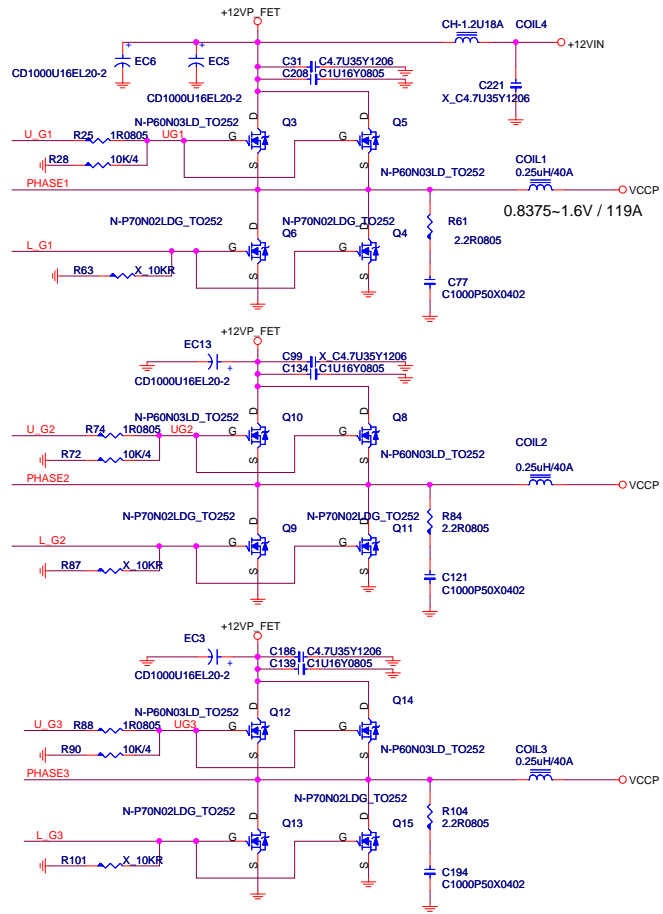 +12VP_FET
CH-1.2U18A COIL4
+12VIN
EC6
EC5
CD1000U16EL20-2
CD1000U16EL20-2
C31 C4.7U35Y1206
C208 C1U16Y0805
C221
X_C4.7U35Y1206
N-P60N03LD_TO252
D
D
Q3
Q5
U_G1
R25 1R0805
UG1
G
G
R28 10K/4
S
S
N-P60N03LD_TO252
COIL1
0.25uH/40A
PHASE1
VCCP
0.8375~1.6V / 119A
N-P70N02LDG_TO252
N-P70N02LDG_TO252
D
D
Q6
Q4
R61
2.2R0805
L_G1
G
G
R63 X_10KR
S
S
C77
C1000P50X0402
+12VP_FET
EC13
CD1000U16EL20-2
C99 X_C4.7U35Y1206
C134 C1U16Y0805
N-P60N03LD_TO252
D
D
Q10
Q8
U_G2
R74 1R0805
UG2
G
G
R72 10K/4
S
S
N-P60N03LD_TO252
COIL2
0.25uH/40A
PHASE2
VCCP
N-P70N02LDG_TO252
N-P70N02LDG_TO252
D
D
Q9
Q11
R84
2.2R0805
L_G2
G
G
R87 X_10KR
S
S
C121
C1000P50X0402
+12VP_FET
EC3
CD1000U16EL20-2
C186 C4.7U35Y1206
C139 C1U16Y0805
N-P60N03LD_TO252
D
D
Q12
Q14
U_G3
R88 1R0805
UG3
G
G
R90 10K/4
S
S
N-P60N03LD_TO252
COIL3
0.25uH/40A
PHASE3
VCCP
N-P70N02LDG_TO252
N-P70N02LDG_TO252
D
D
Q13
Q15
R104
2.2R0805
L_G3
G
G
R101 X_10KR
S
S
C194
C1000P50X0402